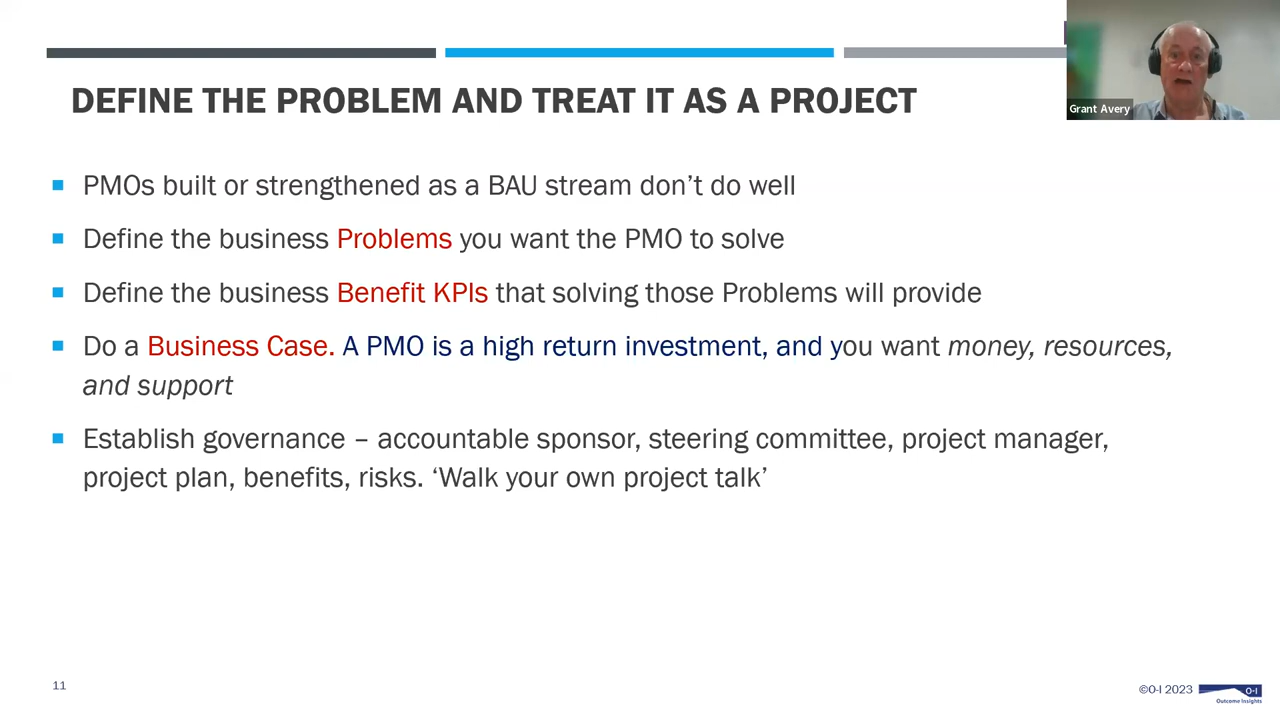 Grant Avery
DEFINE THE PROBLEM AND TREAT IT AS A PROJECT
PMOs built or strengthened as a BAU stream don’t do well
Define the business Problems you want the PMO to solve
Define the business Benefit KPIs that solving those Problems will provide
Do a Business Case. A PMO is a high return investment, and you want money, resources,
and support
Establish governance – accountable sponsor, steering committee, project manager,
project plan, benefits, risks. ‘Walk your own project talk’
11
©O-I 2023
O-I
Outcome Insights